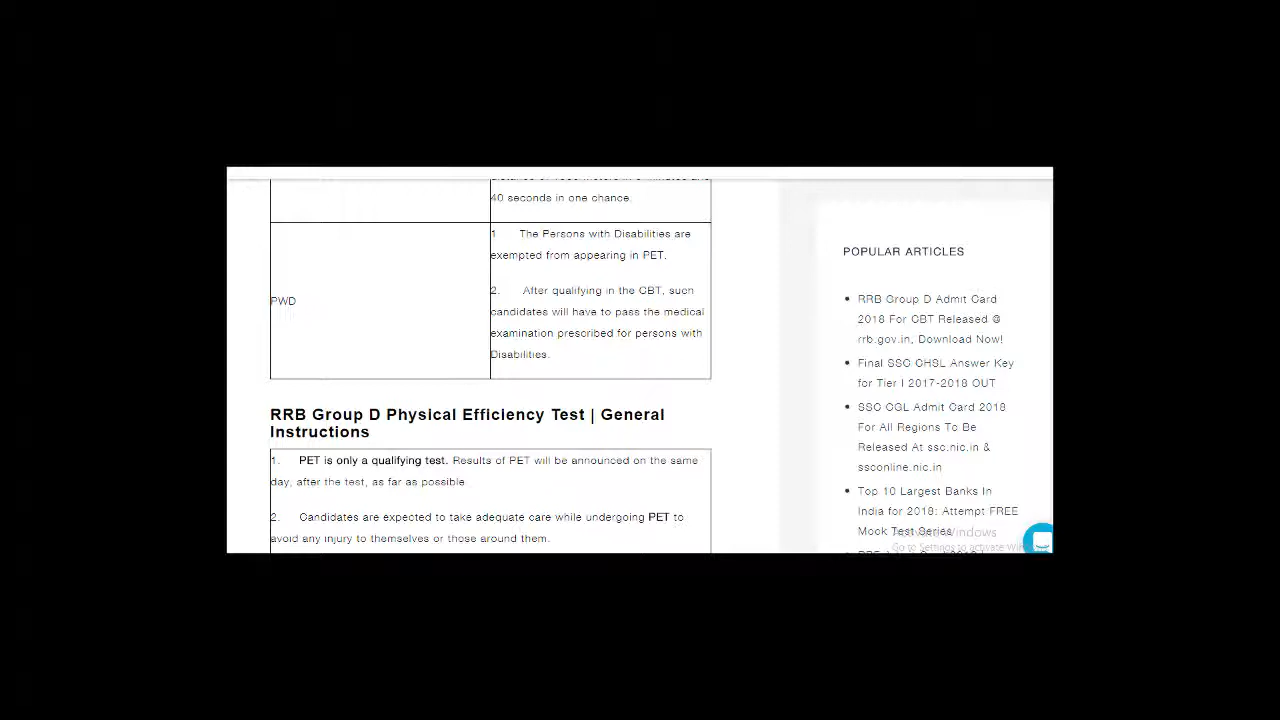 40 seconds in one chance.
PWD
1 The Persons with Disabilities are
exempted from appearing in PET.
2. After qualifying in the CBT, such
candidates will have to pass the medical
examination prescribed for persons with
Disabilities.
RRB Group D Physical Efficiency Test | General
Instructions
1. PET is only a qualifying test. Results of PET will be announced on the same
day, after the test, as far as possible
2. Candidates are expected to take adequate care while undergoing PET to
avoid any injury to themselves or those around them.
POPULAR ARTICLES
RRB Group D Admit Card
2018 For CBT Released @
rrb.gov.in, Download Now!
Final SSC CHSL Answer Key
for Tier I 2017-2018 OUT
SSC CGL Admit Card 2018
For All Regions To Be
Released At ssc.nic.in &
ssconline.nic.in
Top 10 Largest Banks In
India for 2018: Attempt FREE
Mock Test Series
Activate Windows
Go to Settings to activate